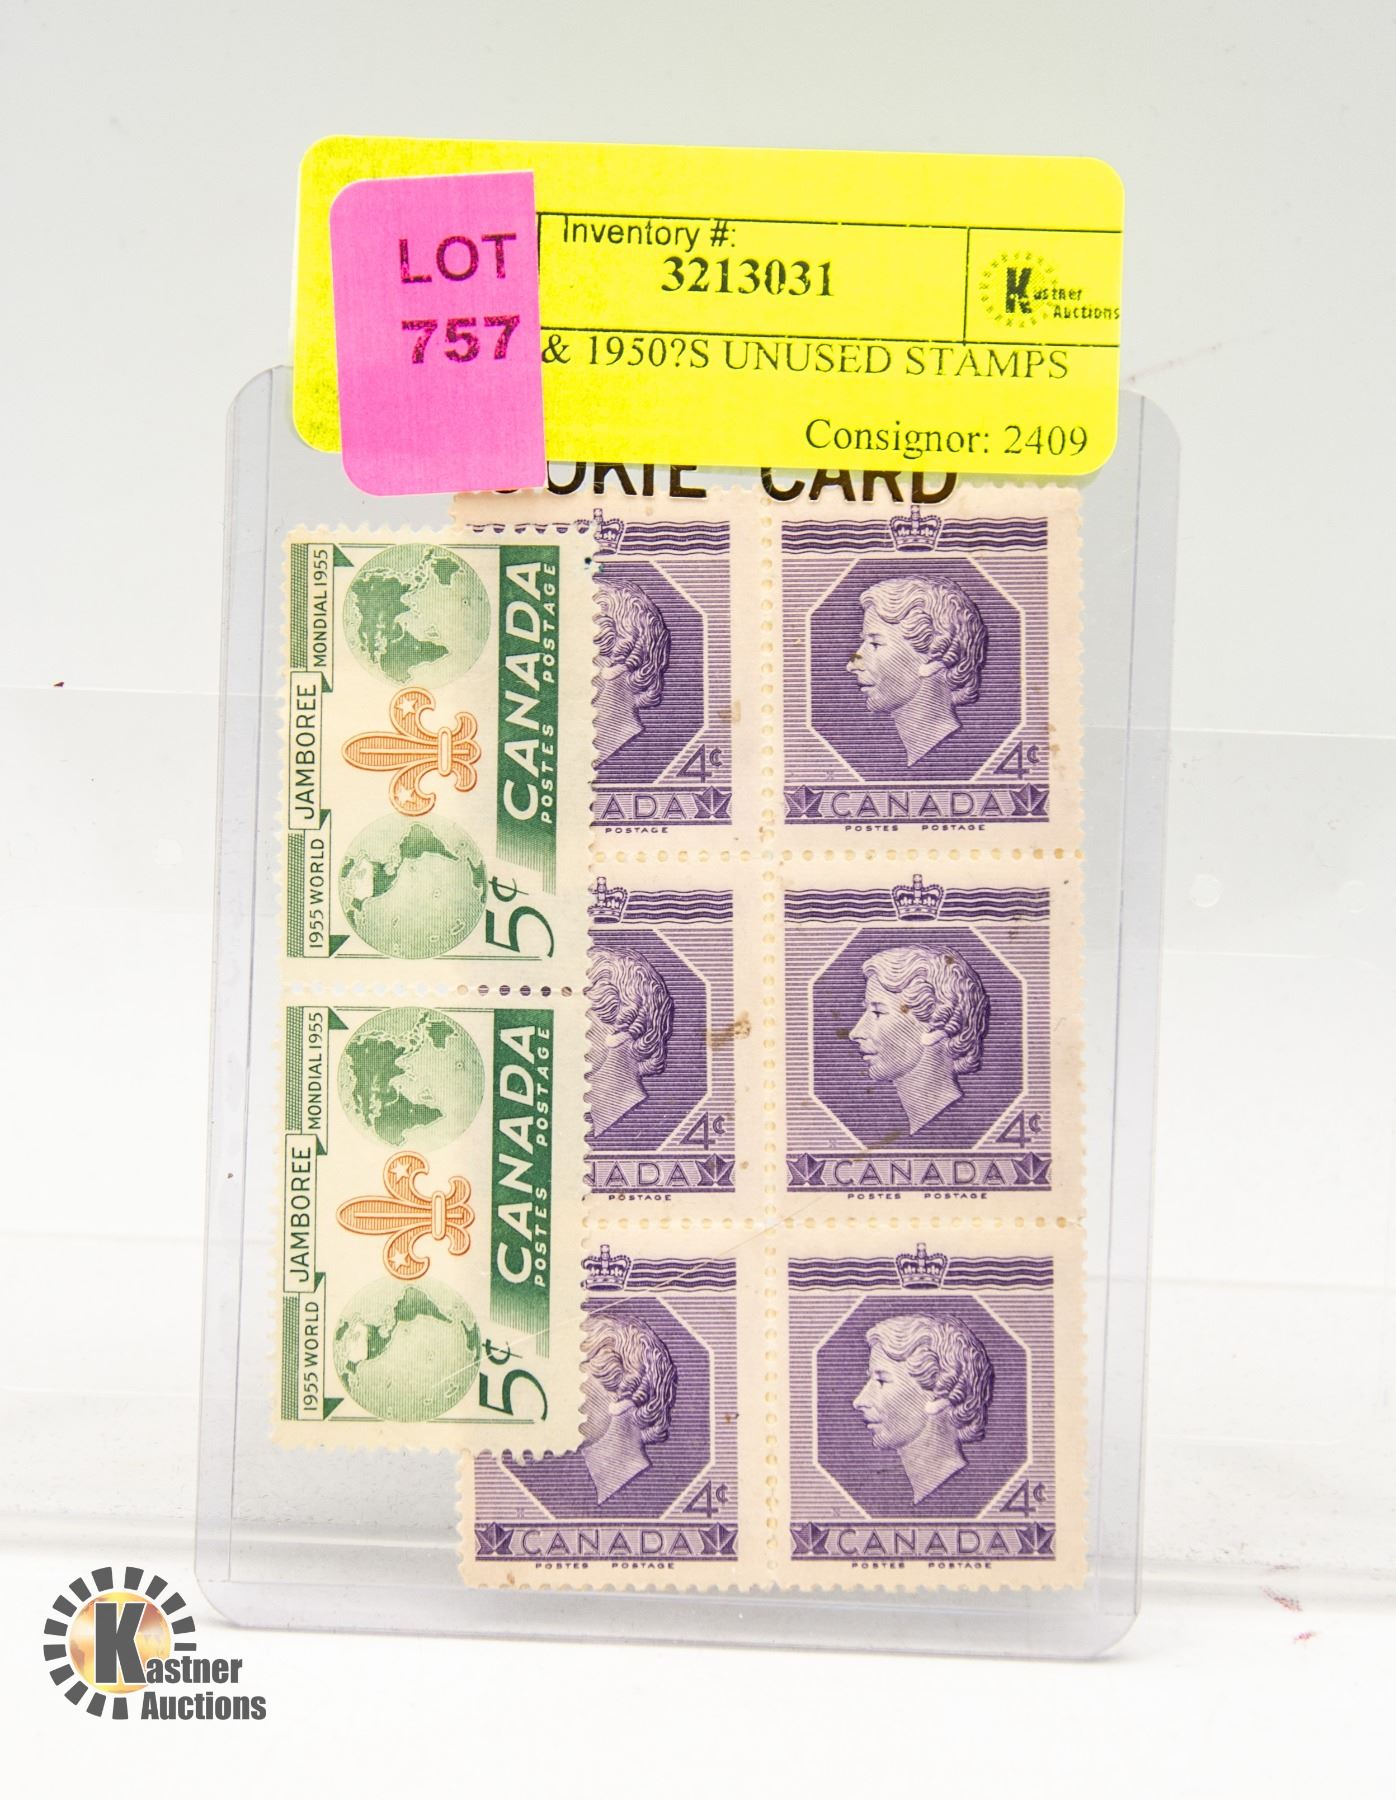 LOT
757
Inventory #:
3213031
Kastner
Auctions
& 1950?S UNUSED STAMPS
Consignor: 2409
OOKIE CARD
1955 WORLD JAMBOREE MONDIAL 1955
CANADA
POSTES POSTAGE
5¢
1955 WORLD JAMBOREE MONDIAL 1955
CANADA
POSTES POSTAGE
5¢
4¢
ADA
POSTAGE
4¢
CANADA
POSTES POSTAGE
4¢
NADA
POSTAGE
4¢
CANADA
POSTES POSTAGE
4¢
CANADA
POSTES POSTAGE
4¢
CANADA
POSTES POSTAGE
Kastner
Auctions